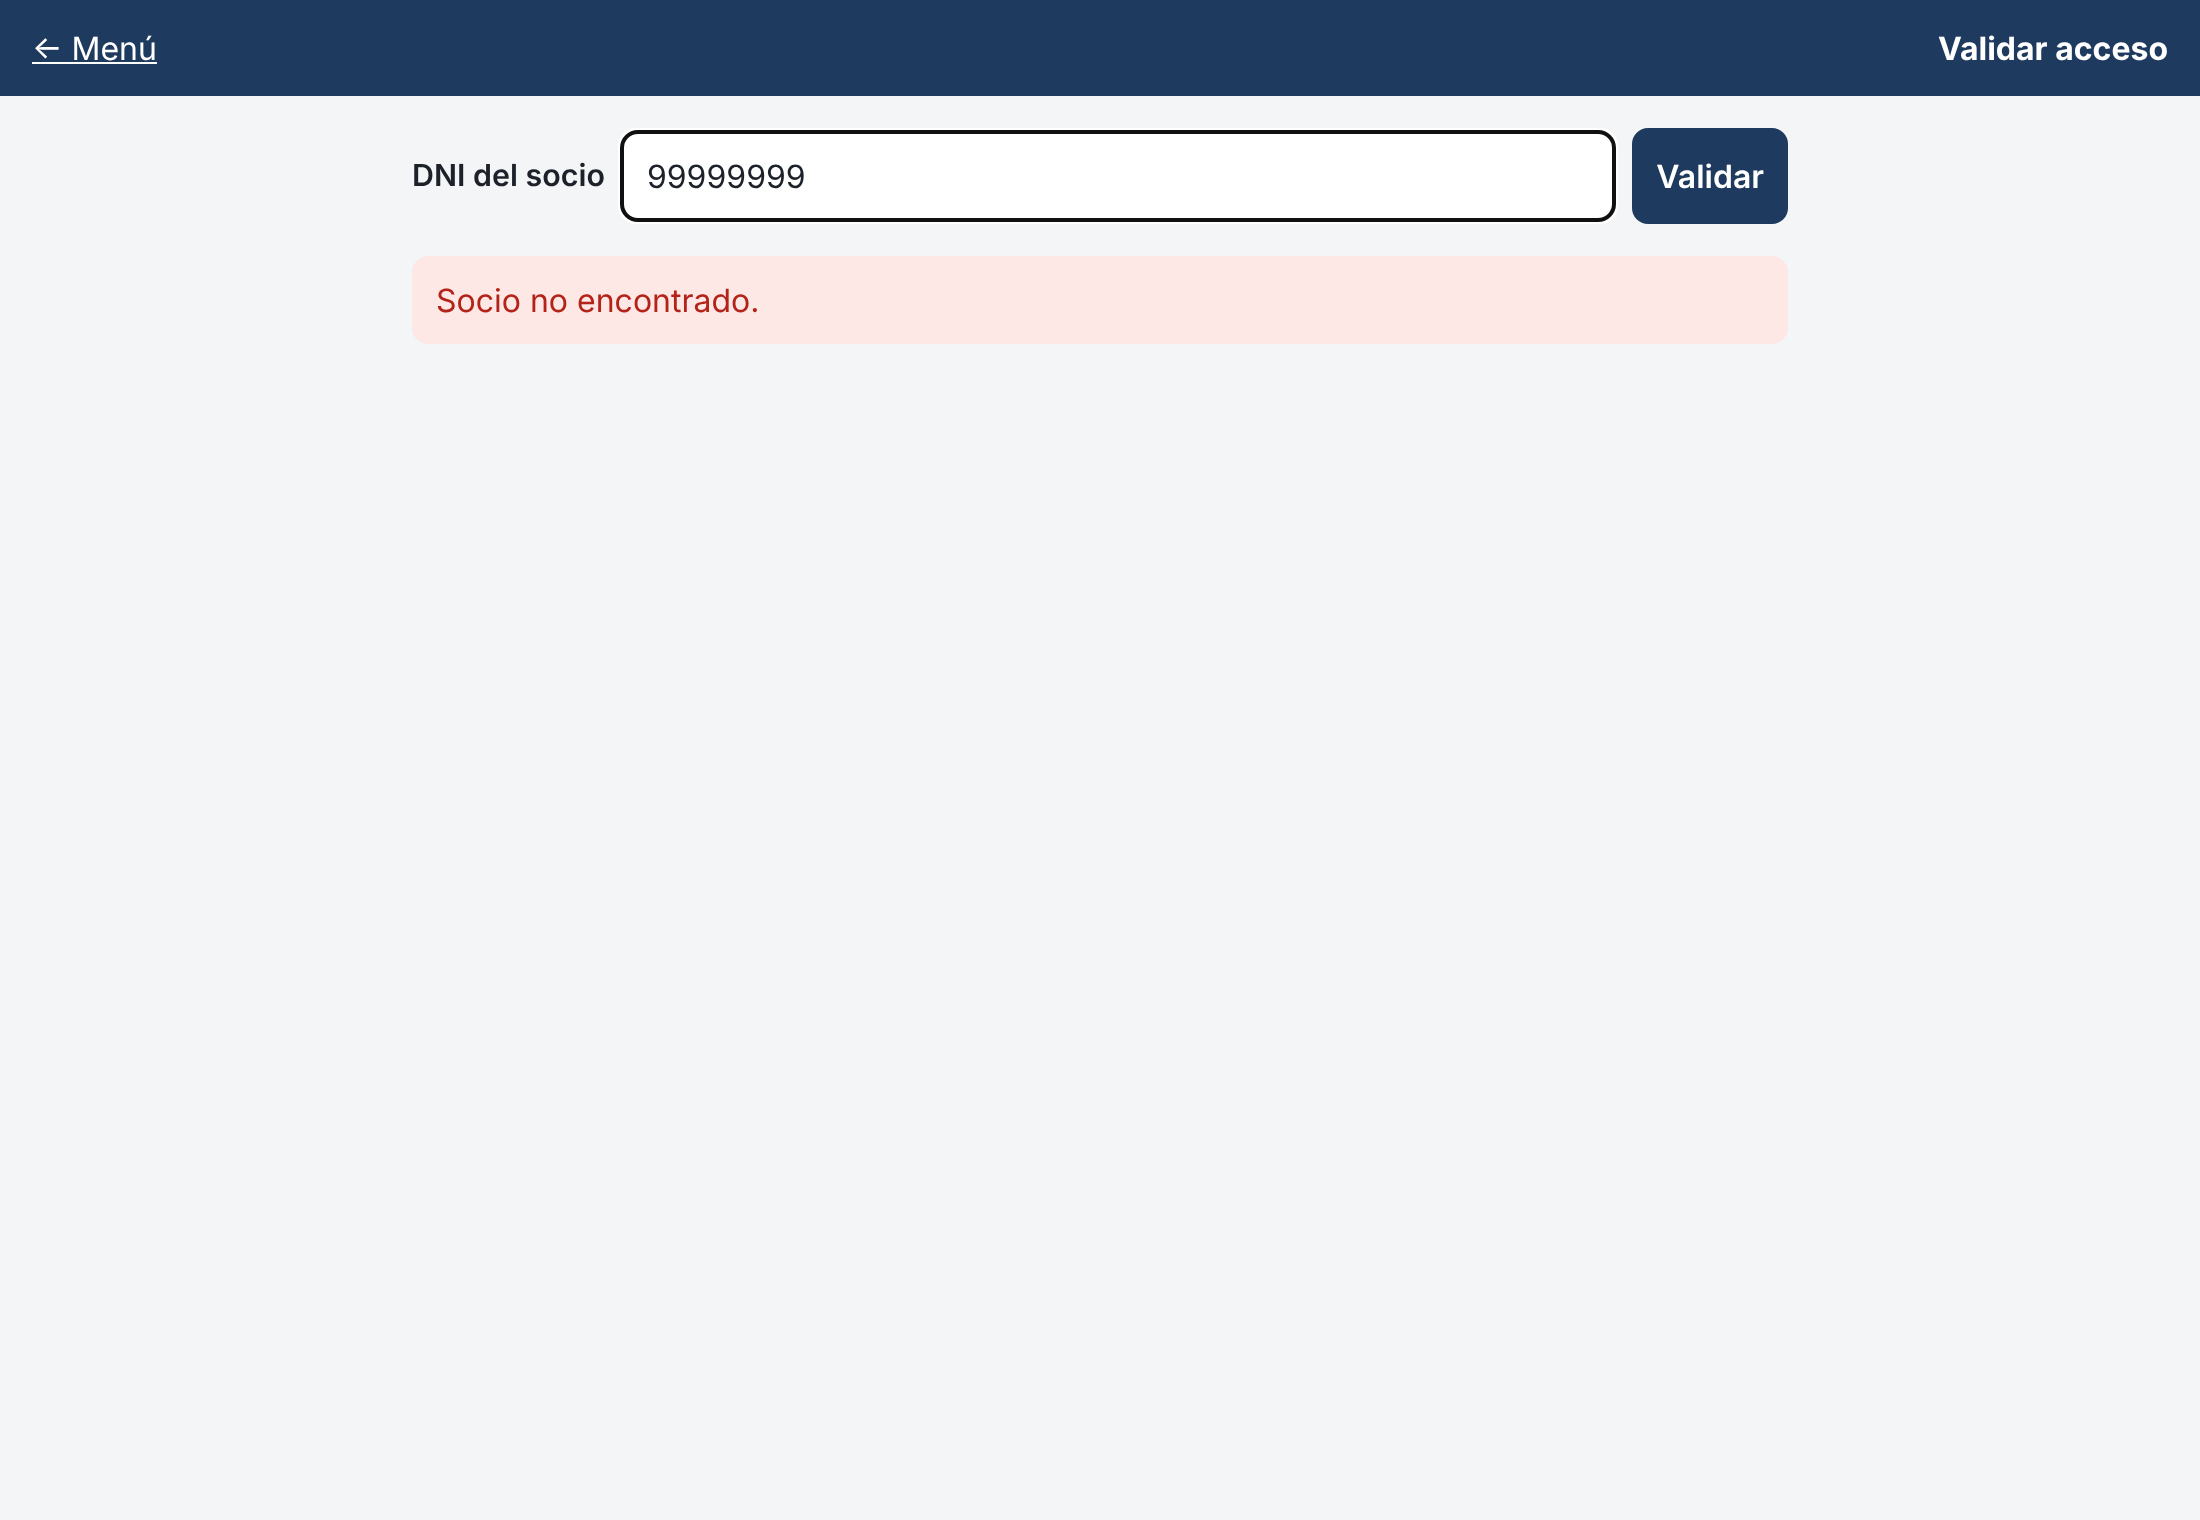 ← Menú
Validar acceso
DNI del socio
99999999
Validar
Socio no encontrado.